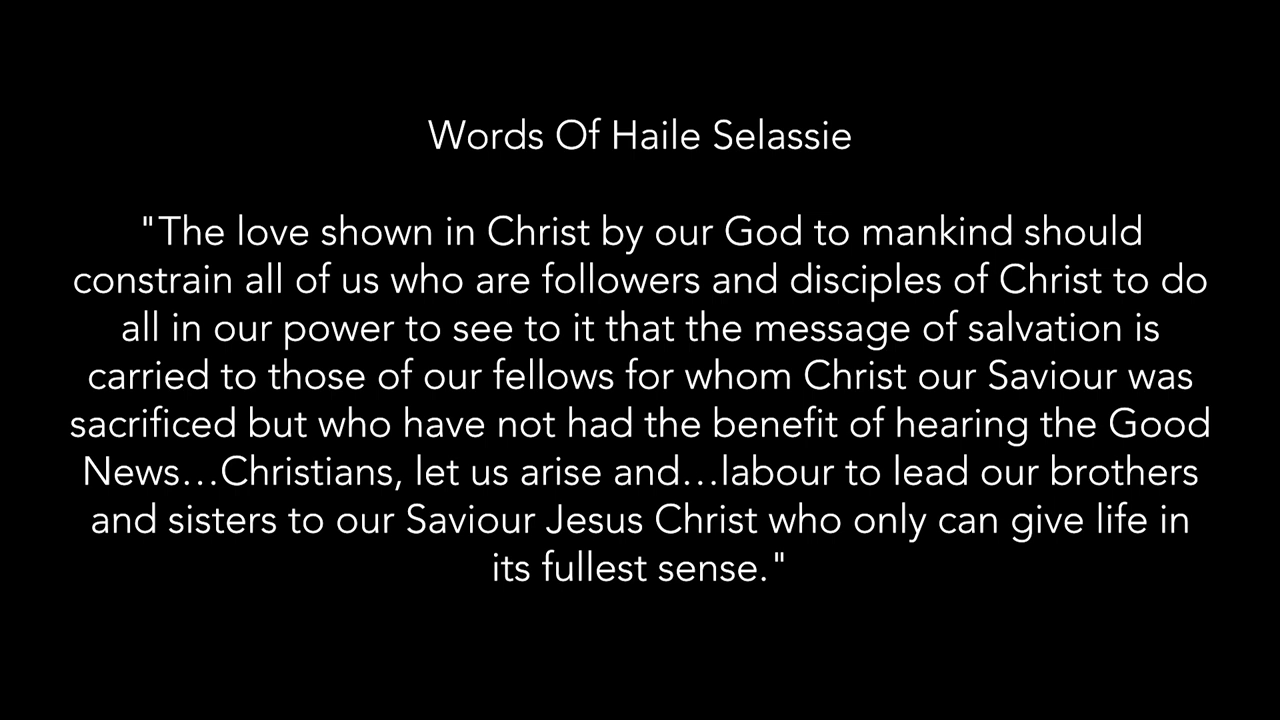 Words Of Haile Selassie
"The love shown in Christ by our God to mankind should
constrain all of us who are followers and disciples of Christ to do
all in our power to see to it that the message of salvation is
carried to those of our fellows for whom Christ our Saviour was
sacrificed but who have not had the benefit of hearing the Good
News…Christians, let us arise and…labour to lead our brothers
and sisters to our Saviour Jesus Christ who only can give life in
its fullest sense."